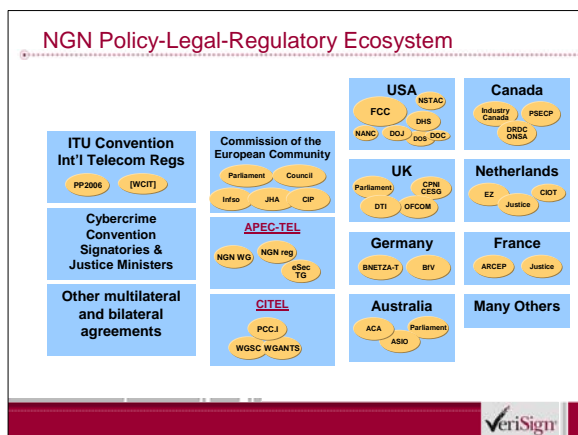 NGN Policy-Legal-Regulatory Ecosystem
ITU Convention
Int'l Telecom Regs
PP2006
[WCIT]
Cybercrime
Convention
Signatories &
Justice Ministers
Other multilateral
and bilateral
agreements
Commission of the
European Community
Parliament
Council
Infso
JHA
CIP
APEC-TEL
NGN WG
NGN reg
eSec
TG
CITEL
PCC.I
WGSC
WGANTS
USA
NSTAC
FCC
DHS
NANC
DOJ
DOS
DOC
Canada
Industry
Canada
PSECP
DRDC
ONSA
UK
Parliament
CPNI
CESG
DTI
OFCOM
Netherlands
EZ
CIOT
Justice
Germany
BNETZA-T
BfV
France
ARCEP
Justice
Australia
ACA
Parliament
ASIO
Many Others
VeriSign